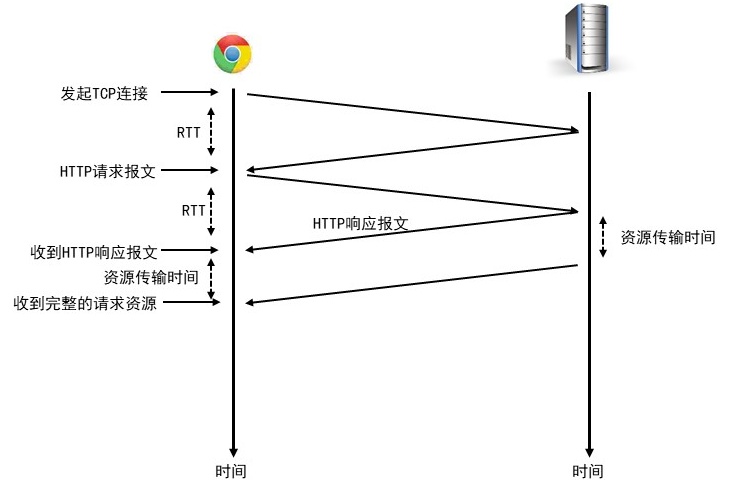 发起TCP连接
RTT
HTTP请求报文
RTT
HTTP响应报文
资源传输时间
收到HTTP响应报文
资源传输时间
收到完整的请求资源
时间
时间